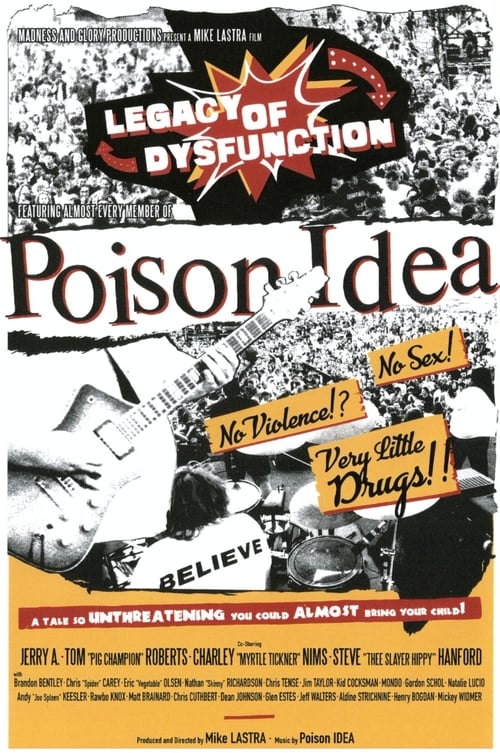 MADNESS AND GLORY PRODUCTIONS PRESENT A MIKE LASTRA FILM
LEGACY OF
DYSFUNCTION
FEATURING ALMOST EVERY MEMBER OF
Poison Idea
No Sex!
No Violence!?
Very Little
Drugs!!
BELIEVE
A TALE SO UNTHREATENING YOU COULD ALMOST BRING YOUR CHILD!
Co-Starring
JERRY A. · TOM "PIG CHAMPION" ROBERTS · CHARLEY "MYRTLE TICKNER" NIMS · STEVE "THEE SLAYER HIPPY" HANFORD
with
Brandon BENTLEY · Chris "Spider" CAREY · Eric "Vegetable" OLSEN · Nathan "Skinny" RICHARDSON · Chris TENSE · Jim TAYLOR · Kid COCKSMAN · MONDO · Gordon SCHOL · Natalie LUCIO
Andy "Joe Spleen" KEESLER · Rawbo KNOX · Matt BRAINARD · Chris CUTHBERT · Dean JOHNSON · Glen ESTES · Jeff WALTERS · Aldine STRICHNINE · Henry BOGDAN · Mickey WIDMER
Produced and Directed by Mike LASTRA · Music by Poison IDEA